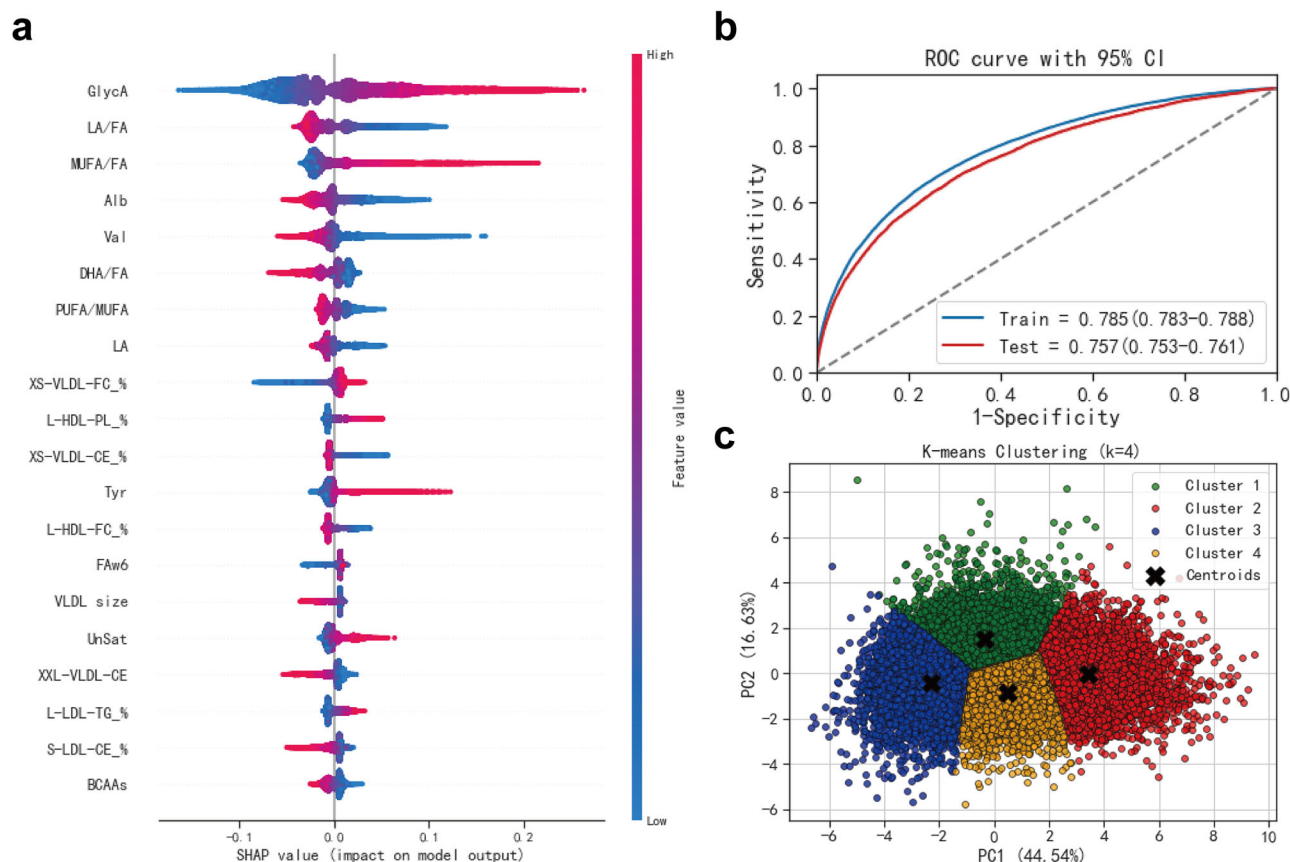 a
High
GlycA
LA/FA
MUFA/FA
Alb
Val
DHA/FA
PUFA/MUFA
LA
XS-VLDL-FC_%
L-HDL-PL_%
XS-VLDL-CE_%
Tyr
L-HDL-FC_%
FAw6
VLDL size
UnSat
XXL-VLDL-CE
L-LDL-TG_%
S-LDL-CE_%
BCAAs
Low
Feature value
-0.1 0.0 0.1 0.2
SHAP value (impact on model output)
b
ROC curve with 95% CI
1.0
0.8
0.6
0.4
0.2
0.0
Sensitivity
Train = 0.785(0.783-0.788)
Test = 0.757(0.753-0.761)
0.0 0.2 0.4 0.6 0.8 1.0
1-Specificity
c
K-means Clustering (k=4)
Cluster 1
Cluster 2
Cluster 3
Cluster 4
Centroids
8
6
4
2
0
-2
-4
-6
PC2 (16.63%)
-6 -4 -2 0 2 4 6 8 10
PC1 (44.54%)